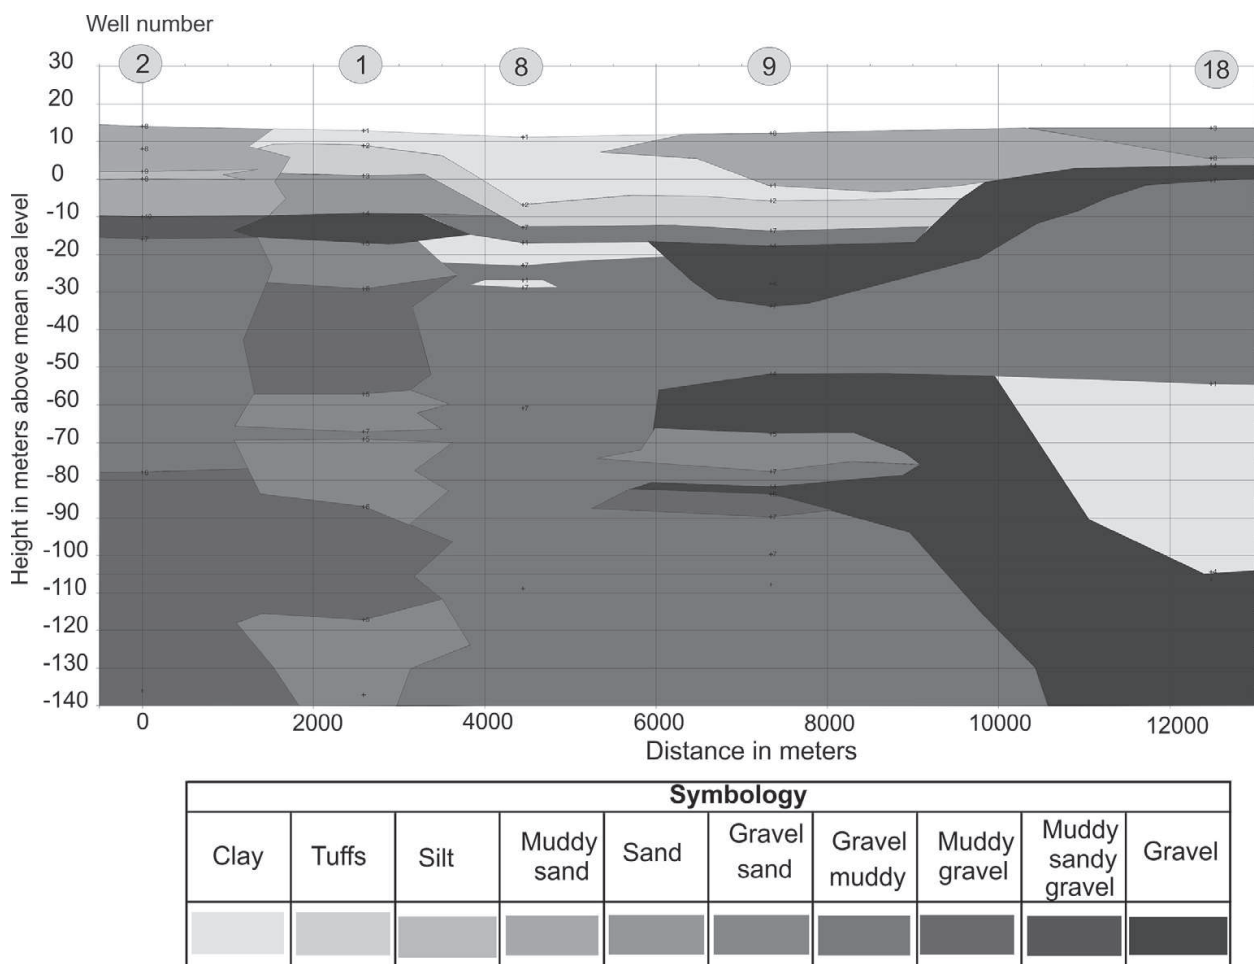 Well number
2 1 8 9 18
30
20
10
0
-10
-20
-30
-40
-50
-60
-70
-80
-90
-100
-110
-120
-130
-140
Height in meters above mean sea level
0 2000 4000 6000 8000 10000 12000
Distance in meters
Symbology
Clay Tuffs Silt Muddy sand Sand Gravel sand Gravel muddy Muddy gravel Muddy sandy gravel Gravel